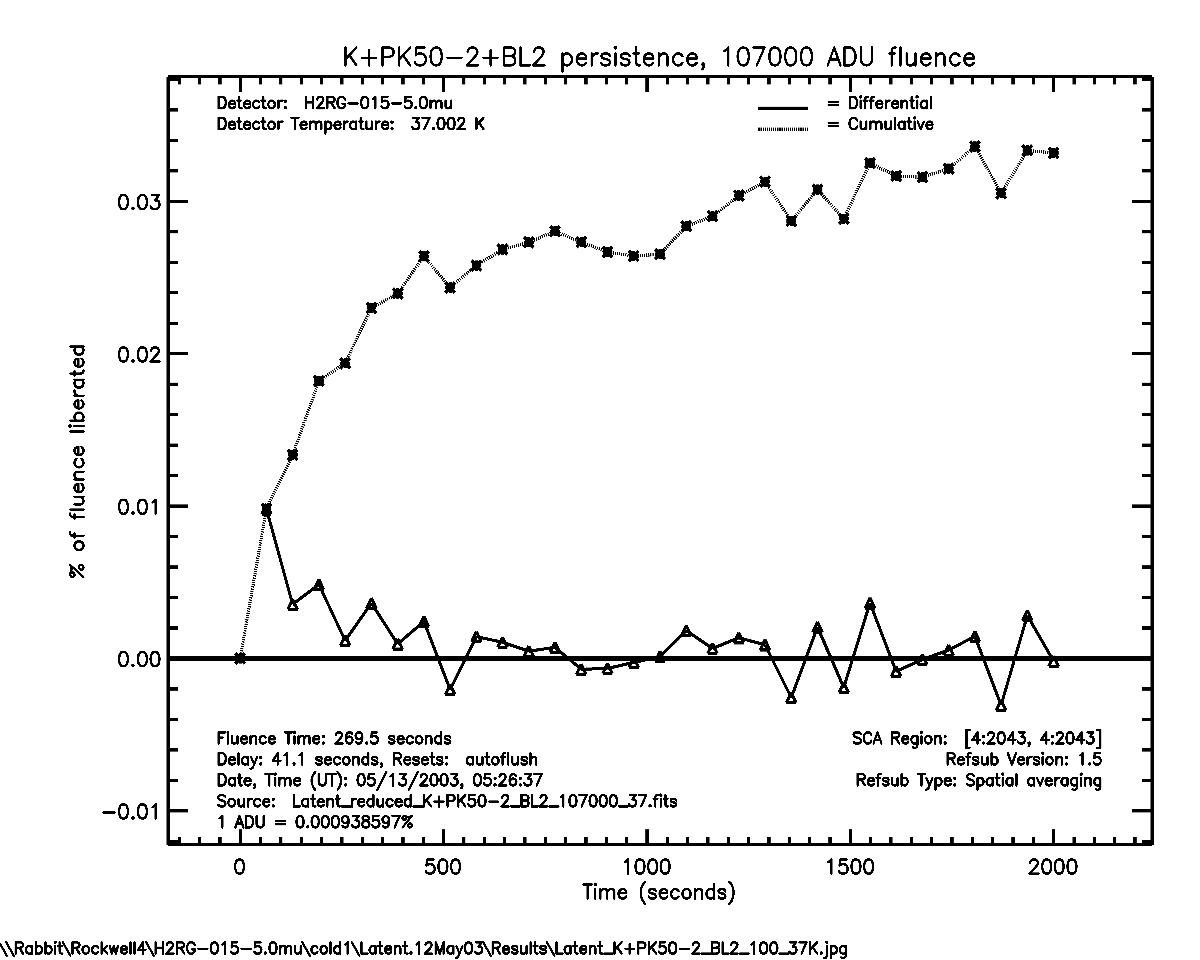 K+PK50-2+BL2 persistence, 107000 ADU fluence
Detector: H2RG-015-5.0mu
Detector Temperature: 37.002 K
= Differential
= Cumulative
0.03
0.02
0.01
0.00
-0.01
% of fluence liberated
Fluence Time: 269.5 seconds
Delay: 41.1 seconds, Resets: autoflush
Date, Time (UT): 05/13/2003, 05:26:37
Source: Latent_reduced_K+PK50-2_BL2_107000_37.fits
1 ADU = 0.000938597%
SCA Region: [4:2043, 4:2043]
Refsub Version: 1.5
Refsub Type: Spatial averaging
0 500 1000 1500 2000
Time (seconds)
\\Rabbit\Rockwell4\H2RG-015-5.0mu\cold1\Latent.12May03\Results\Latent_K+PK50-2_BL2_100_37K.jpg